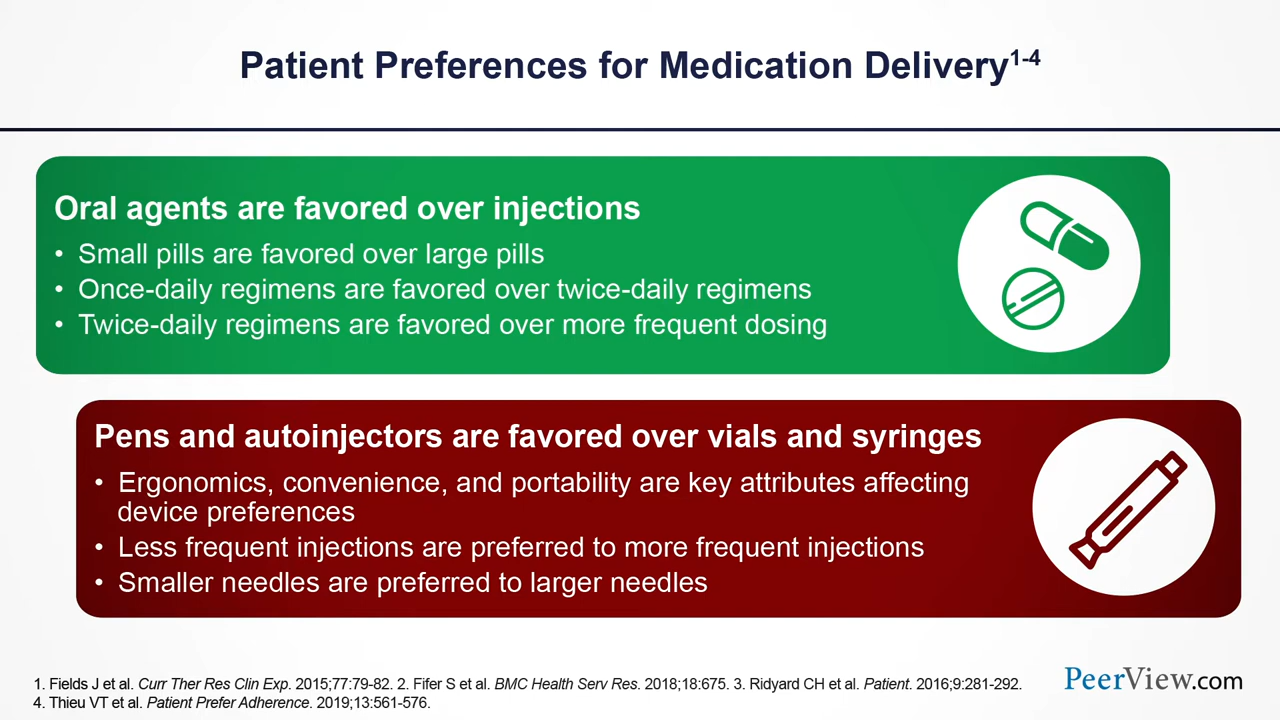 Patient Preferences for Medication Delivery1-4
Oral agents are favored over injections
• Small pills are favored over large pills
• Once-daily regimens are favored over twice-daily regimens
• Twice-daily regimens are favored over more frequent dosing
Pens and autoinjectors are favored over vials and syringes
• Ergonomics, convenience, and portability are key attributes affecting
device preferences
• Less frequent injections are preferred to more frequent injections
• Smaller needles are preferred to larger needles
1. Fields J et al. Curr Ther Res Clin Exp. 2015;77:79-82. 2. Fifer S et al. BMC Health Serv Res. 2018;18:675. 3. Ridyard CH et al. Patient. 2016;9:281-292.
4. Thieu VT et al. Patient Prefer Adherence. 2019;13:561-576.
PeerView.com